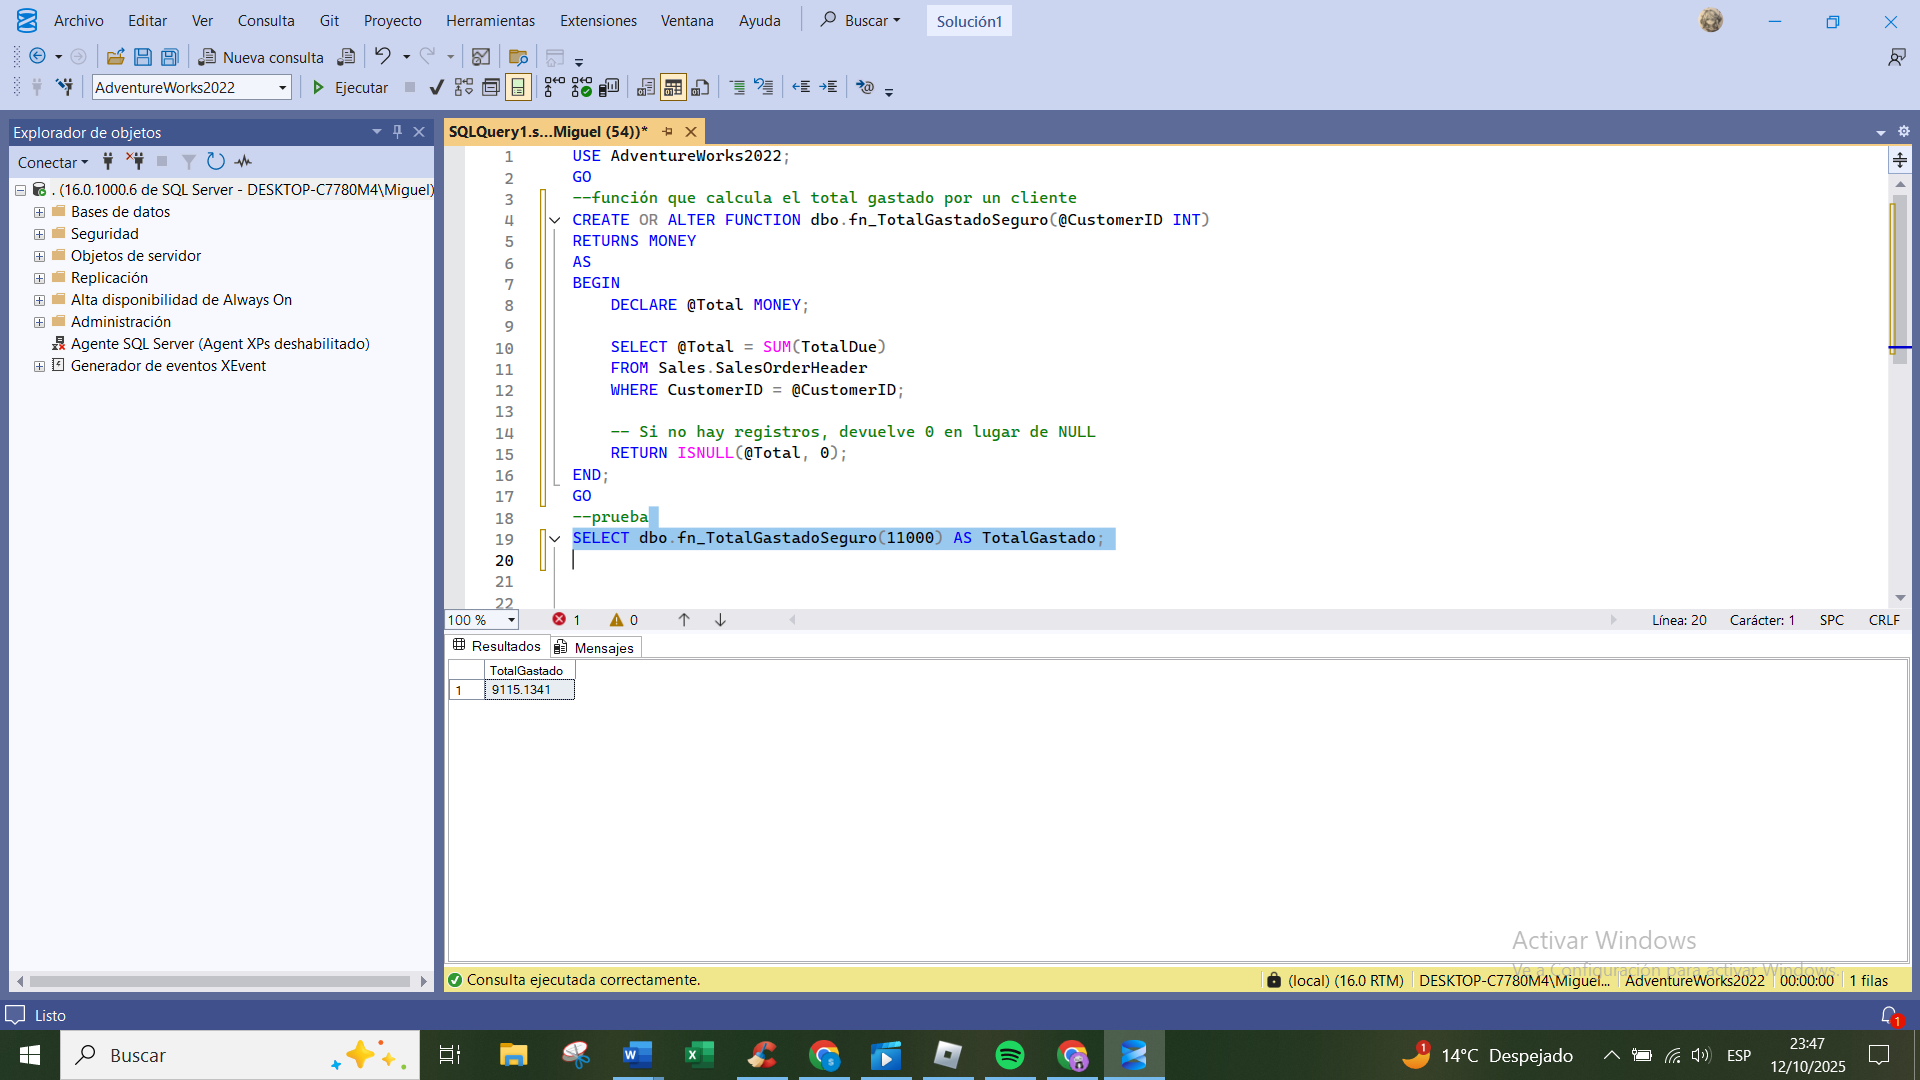 Archivo Editar Ver Consulta Git Proyecto Herramientas Extensiones Ventana Ayuda Buscar Solución1
Nueva consulta
AdventureWorks2022 Ejecutar
Explorador de objetos
Conectar
. (16.0.1000.6 de SQL Server - DESKTOP-C7780M4\Miguel)
Bases de datos
Seguridad
Objetos de servidor
Replicación
Alta disponibilidad de Always On
Administración
Agente SQL Server (Agent XPs deshabilitado)
Generador de eventos XEvent
SQLQuery1.s...Miguel (54))*
1 USE AdventureWorks2022;
2 GO
3 --función que calcula el total gastado por un cliente
4 CREATE OR ALTER FUNCTION dbo.fn_TotalGastadoSeguro(@CustomerID INT)
5 RETURNS MONEY
6 AS
7 BEGIN
8 DECLARE @Total MONEY;
9
10 SELECT @Total = SUM(TotalDue)
11 FROM Sales.SalesOrderHeader
12 WHERE CustomerID = @CustomerID;
13
14 -- Si no hay registros, devuelve 0 en lugar de NULL
15 RETURN ISNULL(@Total, 0);
16 END;
17 GO
18 --prueba
19 SELECT dbo.fn_TotalGastadoSeguro(11000) AS TotalGastado;
20
21
22
100 % 1 0 Línea: 20 Carácter: 1 SPC CRLF
Resultados Mensajes
TotalGastado
1 9115.1341
Activar Windows
Ve a Configuración para activar Windows.
Consulta ejecutada correctamente. (local) (16.0 RTM) DESKTOP-C7780M4\Miguel... AdventureWorks2022 00:00:00 1 filas
Listo 1
Buscar 1 14°C Despejado ESP 23:47
12/10/2025